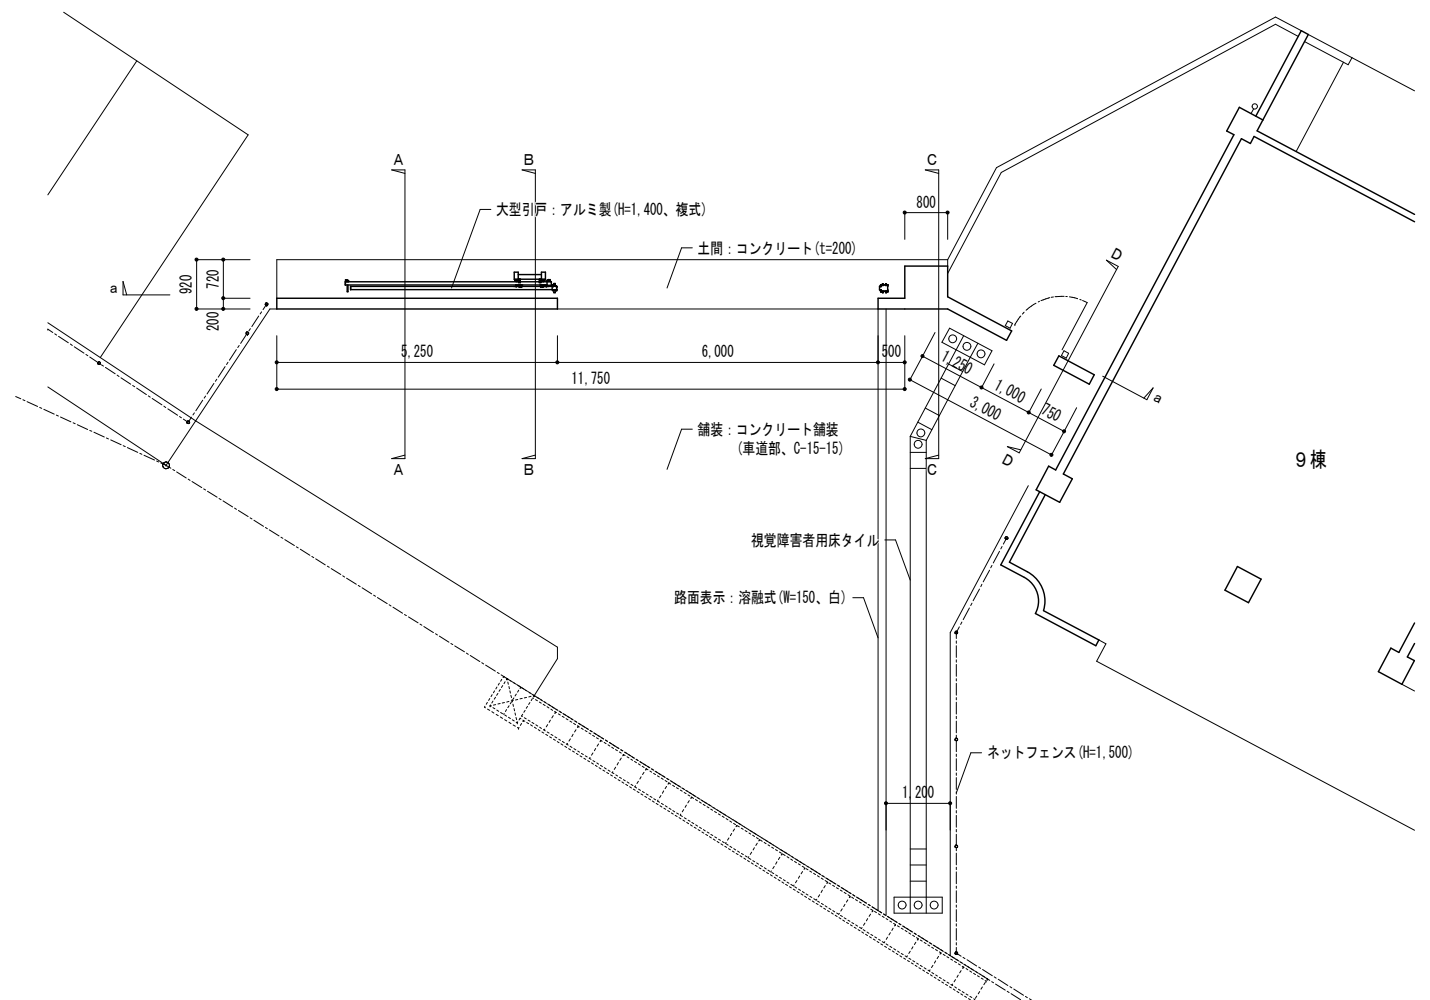 A
B
C
大型引戸：アルミ製(H=1,400、複式)
800
土間：コンクリート(t=200)
D
920
720
a
200
5,250
6,000
500
1,250
11,750
1,000
a
3,000
750
舗装：コンクリート舗装
(車道部、C-15-15)
A
B
C
D
9棟
視覚障害者用床タイル
路面表示：溶融式(W=150、白)
ネットフェンス(H=1,500)
1,200